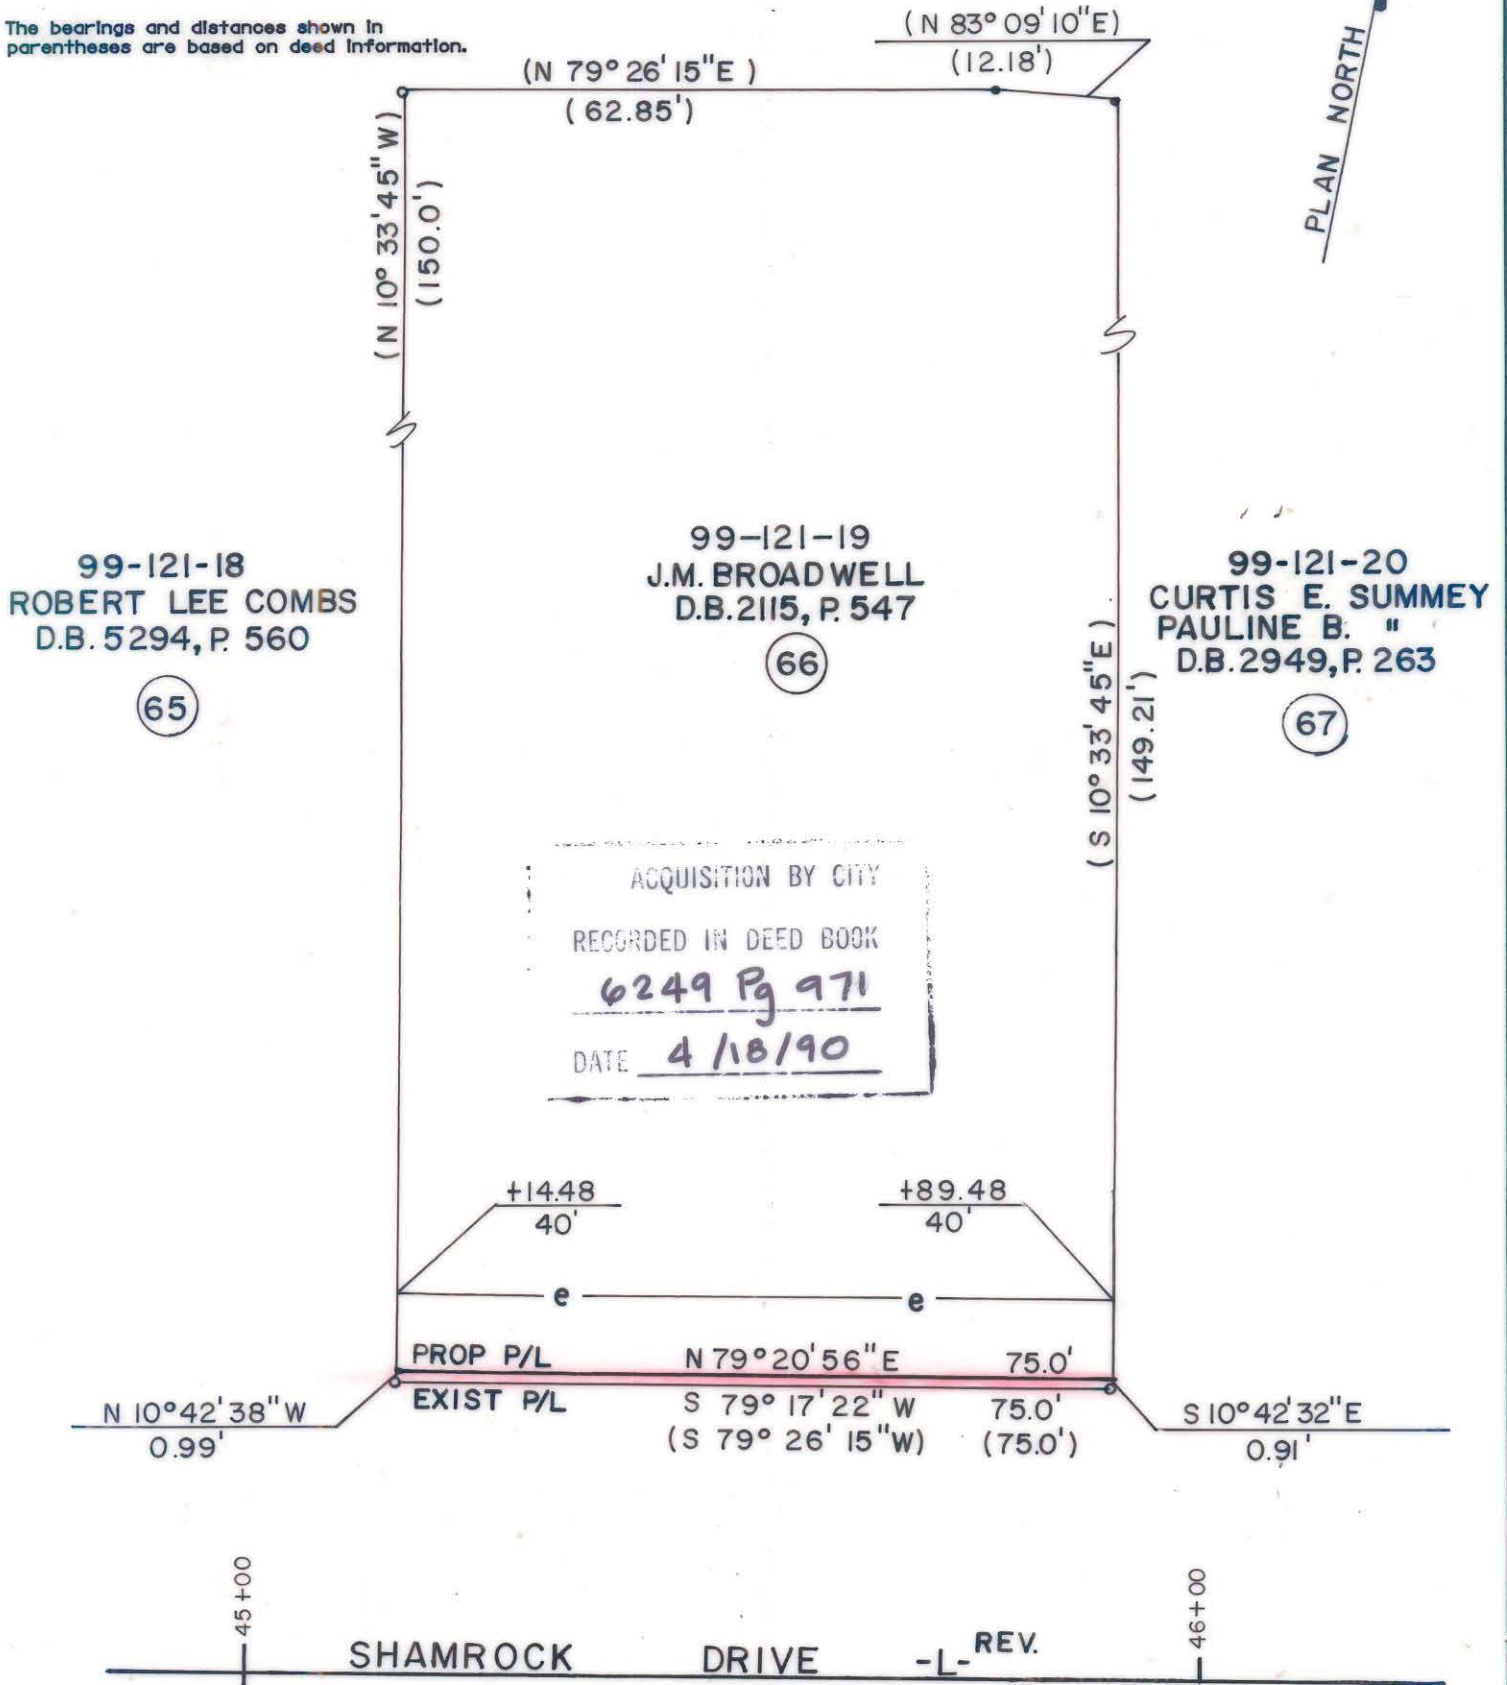 The bearings and distances shown in
parentheses are based on deed information.
(N 83° 09' 10"E)
(12.18')
(N 79° 26' 15"E )
( 62.85')
PLAN NORTH
(N 10° 33' 45" W)
(150.0')
99-121-18
ROBERT LEE COMBS
D.B. 5294, P. 560
65
99-121-19
J.M. BROADWELL
D.B. 2115, P. 547
66
(S 10° 33' 45"E )
(149.21')
99-121-20
CURTIS E. SUMMEY
PAULINE B. "
D.B. 2949, P. 263
67
ACQUISITION BY CITY
RECORDED IN DEED BOOK
6249 Pg 971
DATE 4/18/90
+14.48
40'
+89.48
40'
e e
PROP P/L N 79° 20' 56"E 75.0'
EXIST P/L S 79° 17' 22" W 75.0'
(S 79° 26' 15"W) (75.0')
N 10° 42' 38" W
0.99'
S 10° 42' 32"E
0.91'
45+00
46+00
SHAMROCK DRIVE -L- REV.